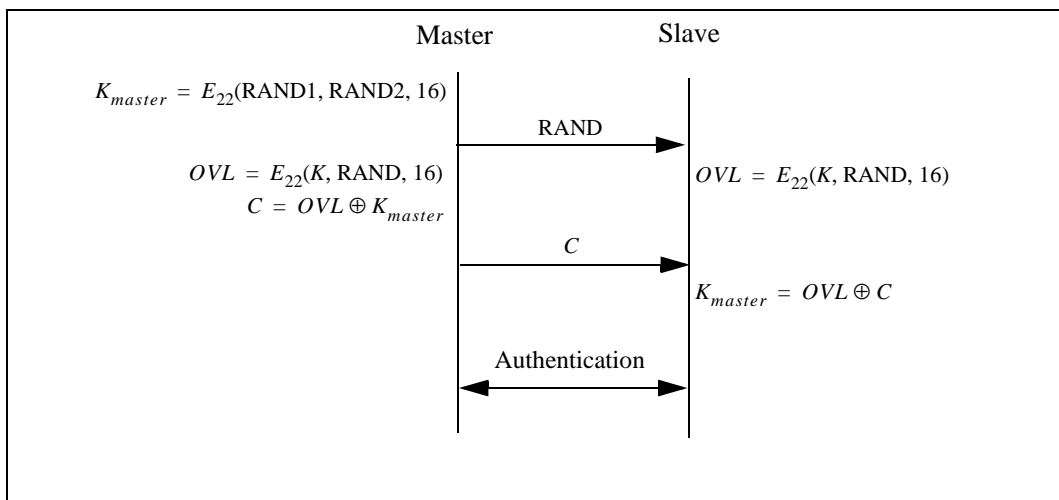 Master
Slave
K_master = E_22(RAND1, RAND2, 16)
RAND
OVL = E_22(K, RAND, 16)
OVL = E_22(K, RAND, 16)
C = OVL ⊕ K_master
C
K_master = OVL ⊕ C
Authentication